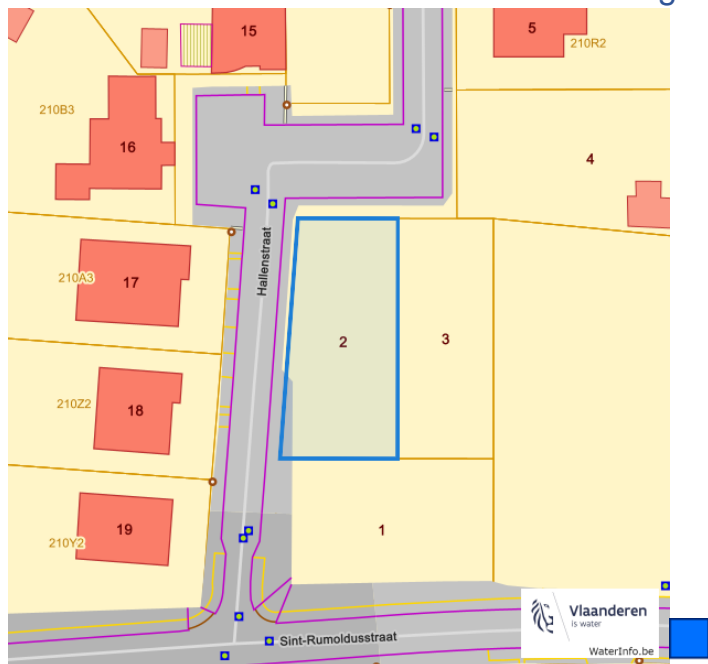 15
5
210R2
210B3
16
4
Hallenstraat
210A3
17
2
3
18
210Z2
1
19
210Y2
Vlaanderen
is water
WaterInfo.be
Sint-Rumoldusstraat